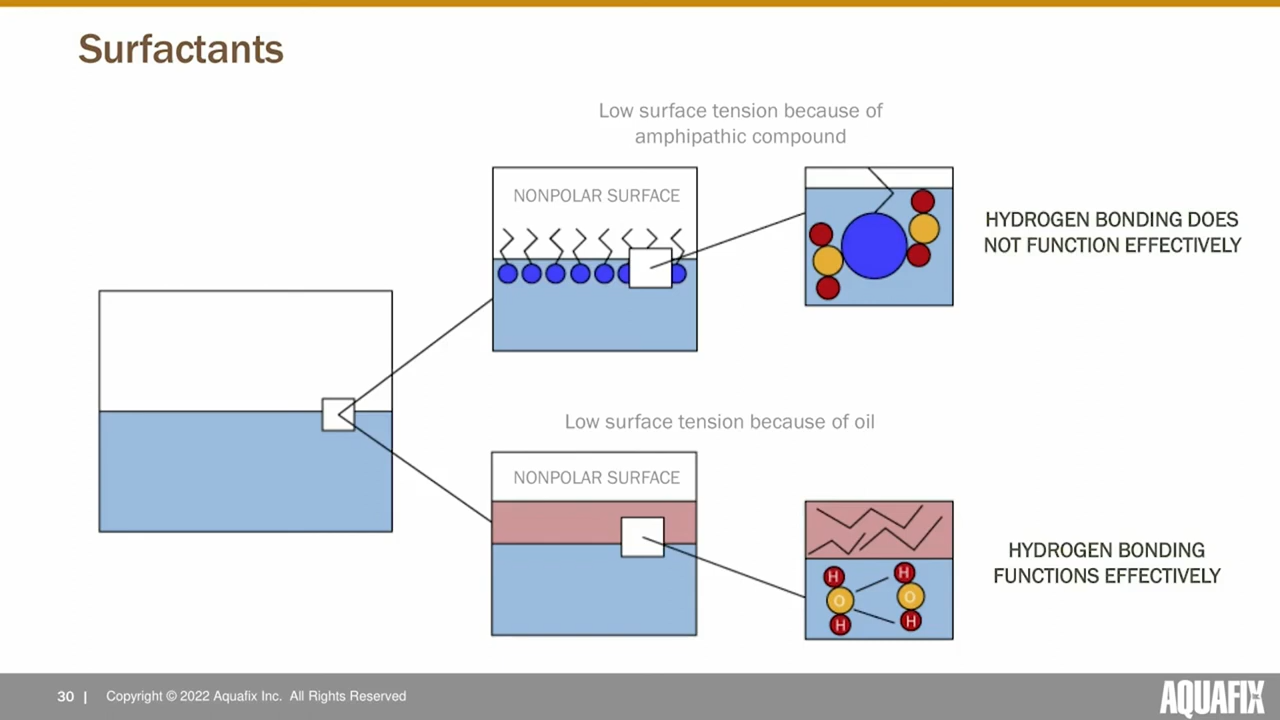 Surfactants
Low surface tension because of
amphipathic compound
NONPOLAR SURFACE
HYDROGEN BONDING DOES
NOT FUNCTION EFFECTIVELY
Low surface tension because of oil
NONPOLAR SURFACE
HYDROGEN BONDING
FUNCTIONS EFFECTIVELY
H
H
O
O
H
H
30 | Copyright © 2022 Aquafix Inc. All Rights Reserved
AQUAFIX